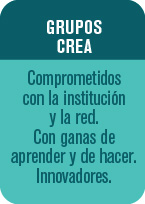 GRUPOS
CREA
Comprometidos
con la institución
y la red.
Con ganas de
aprender y de hacer.
Innovadores.